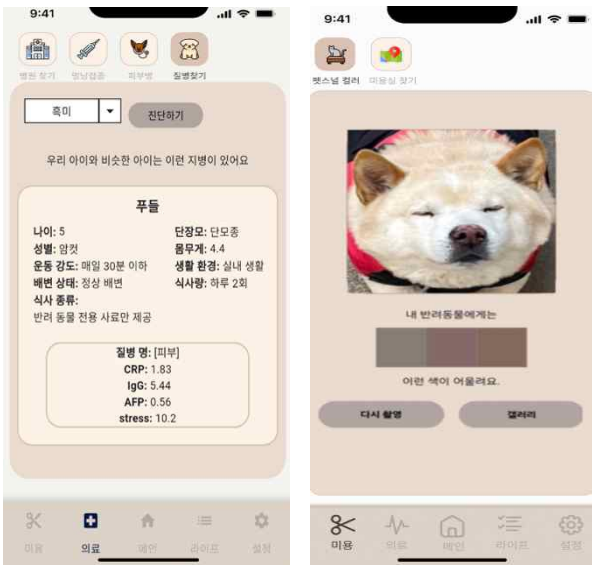 9:41
병원 찾기 멍냥접종 피부병 질병찾기
흑미
진단하기
우리 아이와 비슷한 아이는 이런 지병이 있어요
푸들
나이: 5 단장모: 단모종
성별: 암컷 몸무게: 4.4
운동 강도: 매일 30분 이하 생활 환경: 실내 생활
배변 상태: 정상 배변 식사량: 하루 2회
식사 종류:
반려 동물 전용 사료만 제공
질병 명: [피부]
CRP: 1.83
IgG: 5.44
AFP: 0.56
stress: 10.2
미용 의료 메인 라이프 설정
9:41
펫스널 컬러 미용실 찾기
내 반려동물에게는
이런 색이 어울려요.
다시 촬영 갤러리
미용 의료 메인 라이프 설정